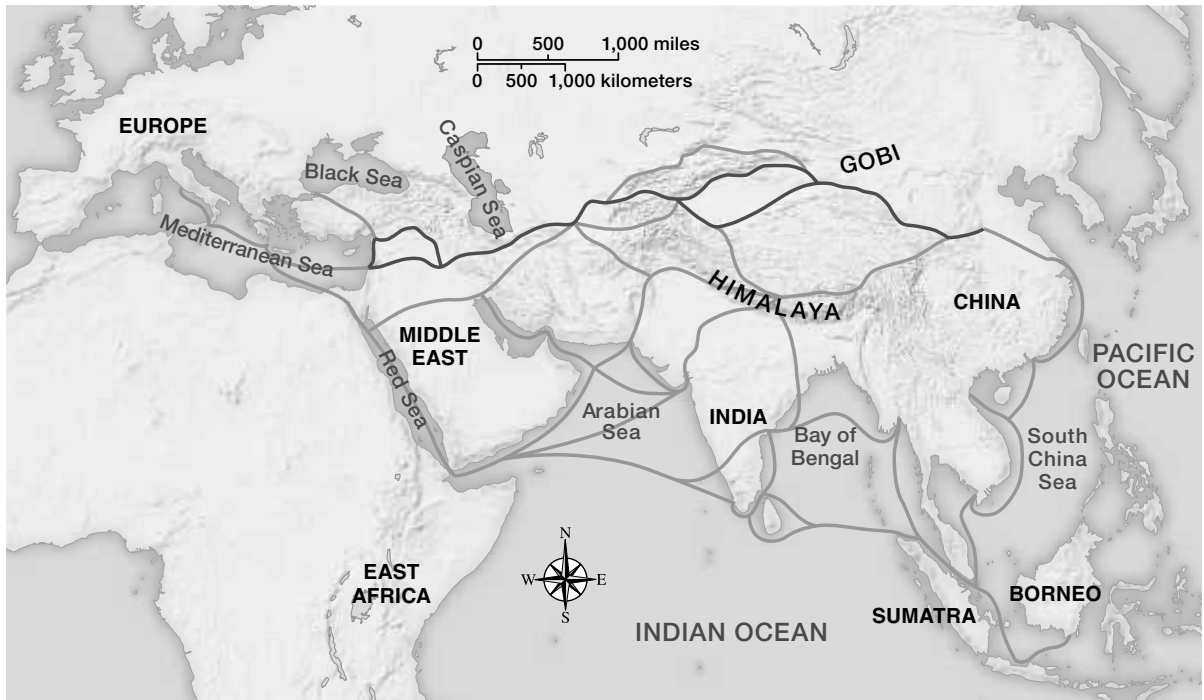 0 500 1,000 miles
0 500 1,000 kilometers
EUROPE
Black Sea
Caspian Sea
GOBI
Mediterranean Sea
HIMALAYA
CHINA
MIDDLE
EAST
Red Sea
PACIFIC
OCEAN
Arabian
Sea
INDIA
Bay of
Bengal
South
China
Sea
N
W E
S
EAST
AFRICA
SUMATRA
BORNEO
INDIAN OCEAN